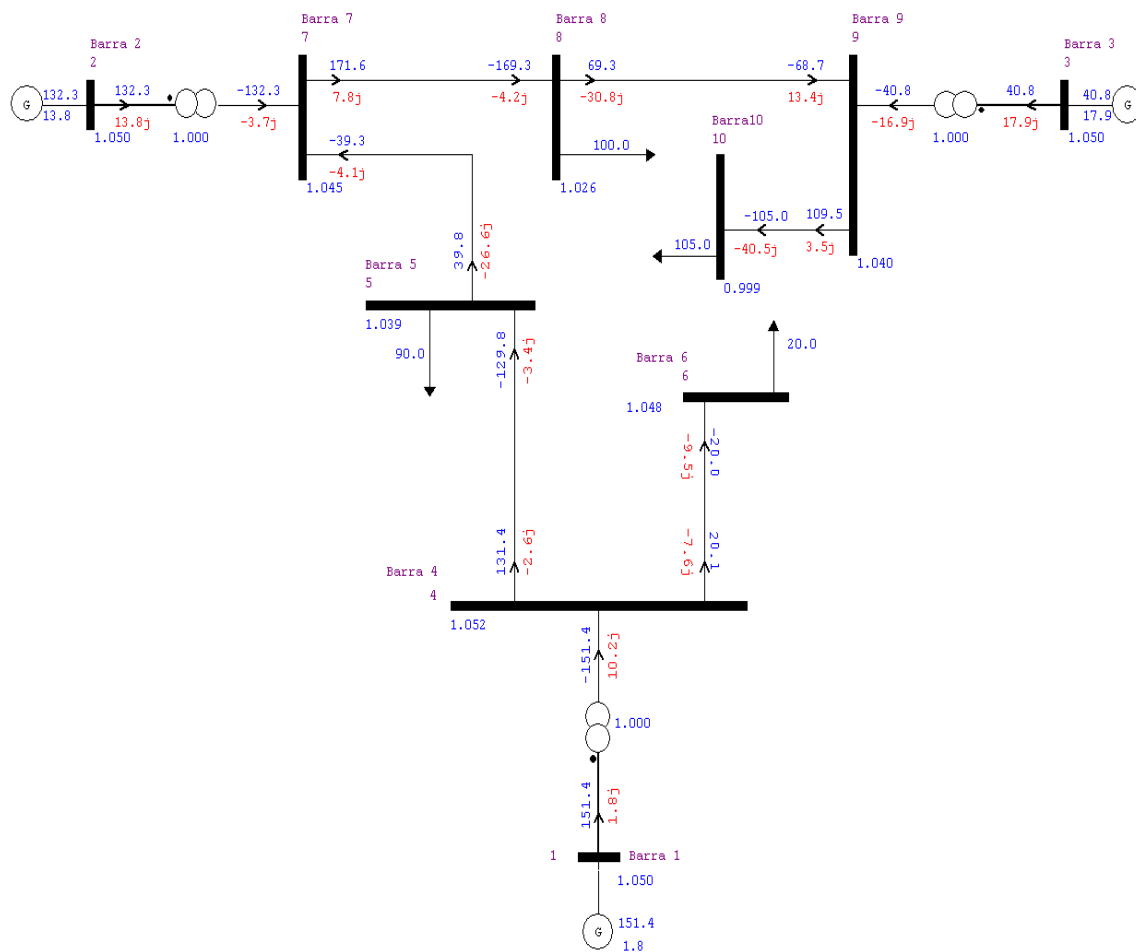 Barra 2
2
G
132.3
13.8
132.3
13.8j
1.050
1.000
-132.3
-3.7j
Barra 7
7
171.6
7.8j
-39.3
-4.1j
1.045
-169.3
-4.2j
Barra 8
8
69.3
-30.8j
100.0
1.026
-68.7
13.4j
Barra 9
9
-40.8
-16.9j
1.000
40.8
17.9j
Barra 3
3
40.8
17.9
G
1.050
Barra10
10
-105.0
-40.5j
109.5
3.5j
105.0
0.999
1.040
39.8
-26.6j
Barra 5
5
1.039
90.0
-129.8
-3.4j
20.0
Barra 6
6
1.048
-9.5j
-20.0
131.4
-2.6j
-7.6j
20.1
Barra 4
4
1.052
-151.4
10.2j
1.000
151.4
1.8j
1
Barra 1
1.050
G
151.4
1.8